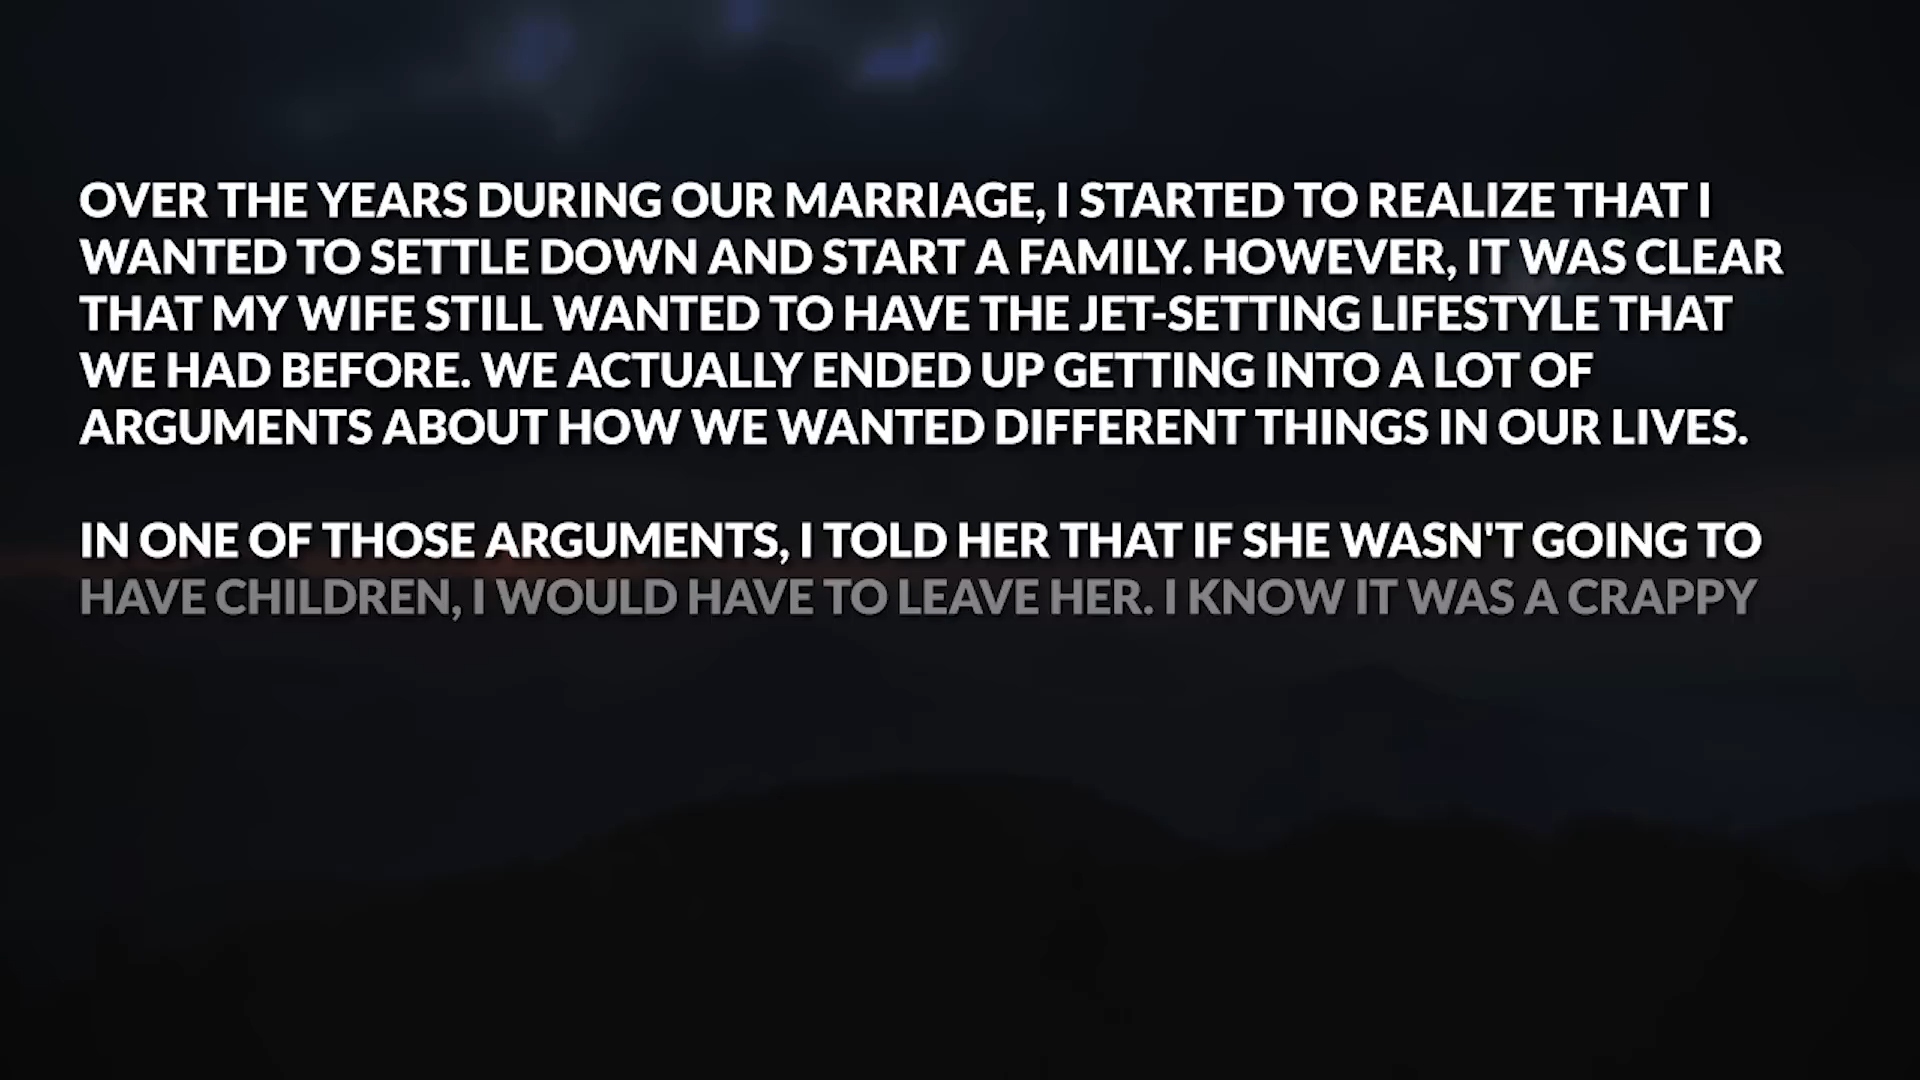 OVER THE YEARS DURING OUR MARRIAGE, I STARTED TO REALIZE THAT I
WANTED TO SETTLE DOWN AND START A FAMILY. HOWEVER, IT WAS CLEAR
THAT MY WIFE STILL WANTED TO HAVE THE JET-SETTING LIFESTYLE THAT
WE HAD BEFORE. WE ACTUALLY ENDED UP GETTING INTO A LOT OF
ARGUMENTS ABOUT HOW WE WANTED DIFFERENT THINGS IN OUR LIVES.
IN ONE OF THOSE ARGUMENTS, I TOLD HER THAT IF SHE WASN'T GOING TO
HAVE CHILDREN, I WOULD HAVE TO LEAVE HER. I KNOW IT WAS A CRAPPY